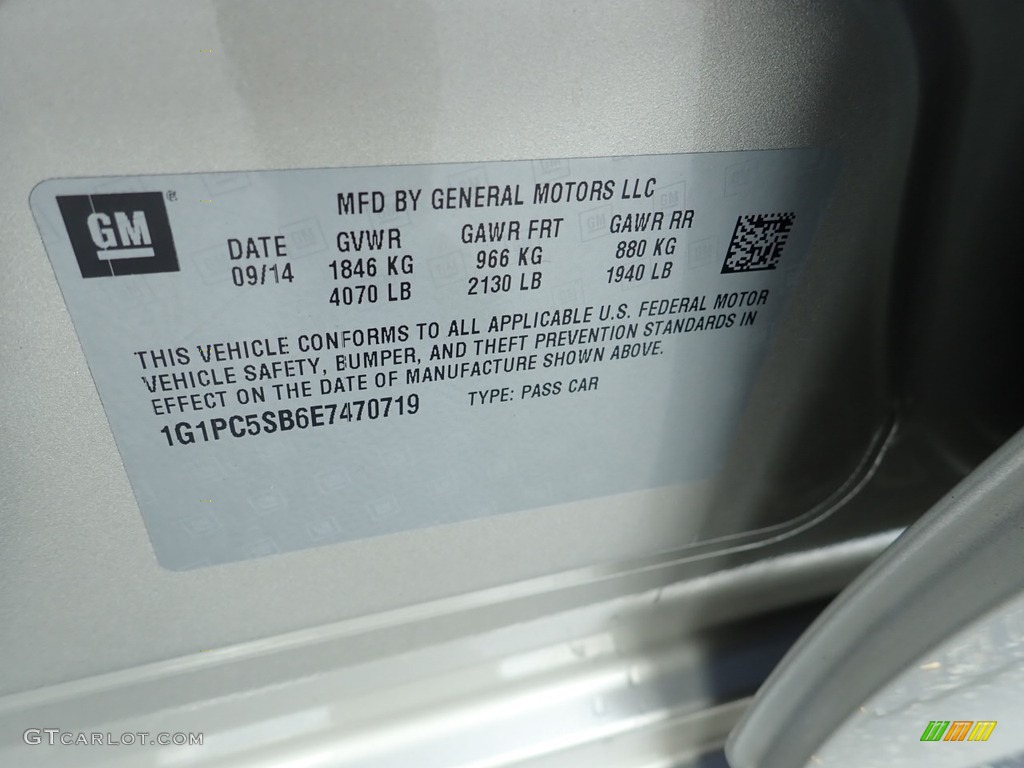 GM ®
MFD BY GENERAL MOTORS LLC
DATE GVWR GAWR FRT GAWR RR
09/14 1846 KG 966 KG 880 KG
4070 LB 2130 LB 1940 LB
THIS VEHICLE CONFORMS TO ALL APPLICABLE U.S. FEDERAL MOTOR
VEHICLE SAFETY, BUMPER, AND THEFT PREVENTION STANDARDS IN
EFFECT ON THE DATE OF MANUFACTURE SHOWN ABOVE.
1G1PC5SB6E7470719 TYPE: PASS CAR
GTCARLOT.COM